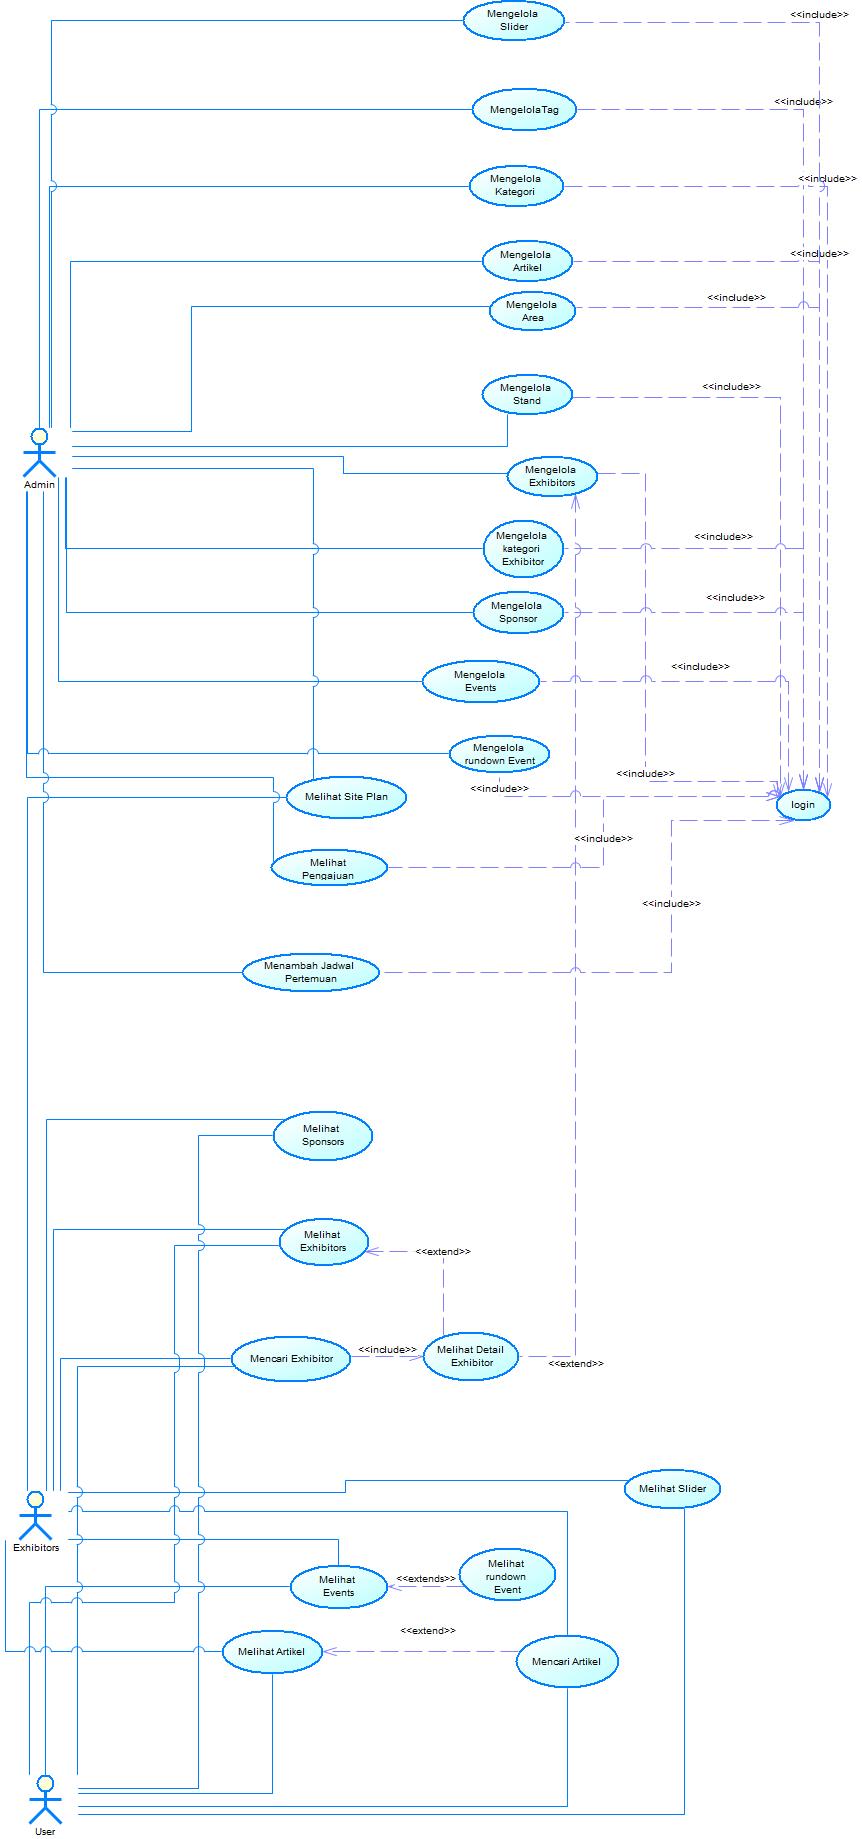 Mengelola
Slider
<<include>>
MengelolaTag
<<include>>
Mengelola
Kategori
<<include>>
Mengelola
Artikel
<<include>>
Mengelola
Area
<<include>>
Mengelola
Stand
<<include>>
Admin
Mengelola
Exhibitors
Mengelola
kategori
Exhibitor
<<include>>
Mengelola
Sponsor
<<include>>
Mengelola
Events
<<include>>
Mengelola
rundown Event
<<include>>
<<include>>
Melihat Site Plan
login
<<include>>
Melihat
Pengajuan
<<include>>
Menambah Jadwal
Pertemuan
Melihat
Sponsors
Melihat
Exhibitors
<<extend>>
Mencari Exhibitor
<<include>>
Melihat Detail
Exhibitor
<<extend>>
Melihat Slider
Exhibitors
Melihat
Events
<<extends>>
Melihat
rundown
Event
Melihat Artikel
<<extend>>
Mencari Artikel
User